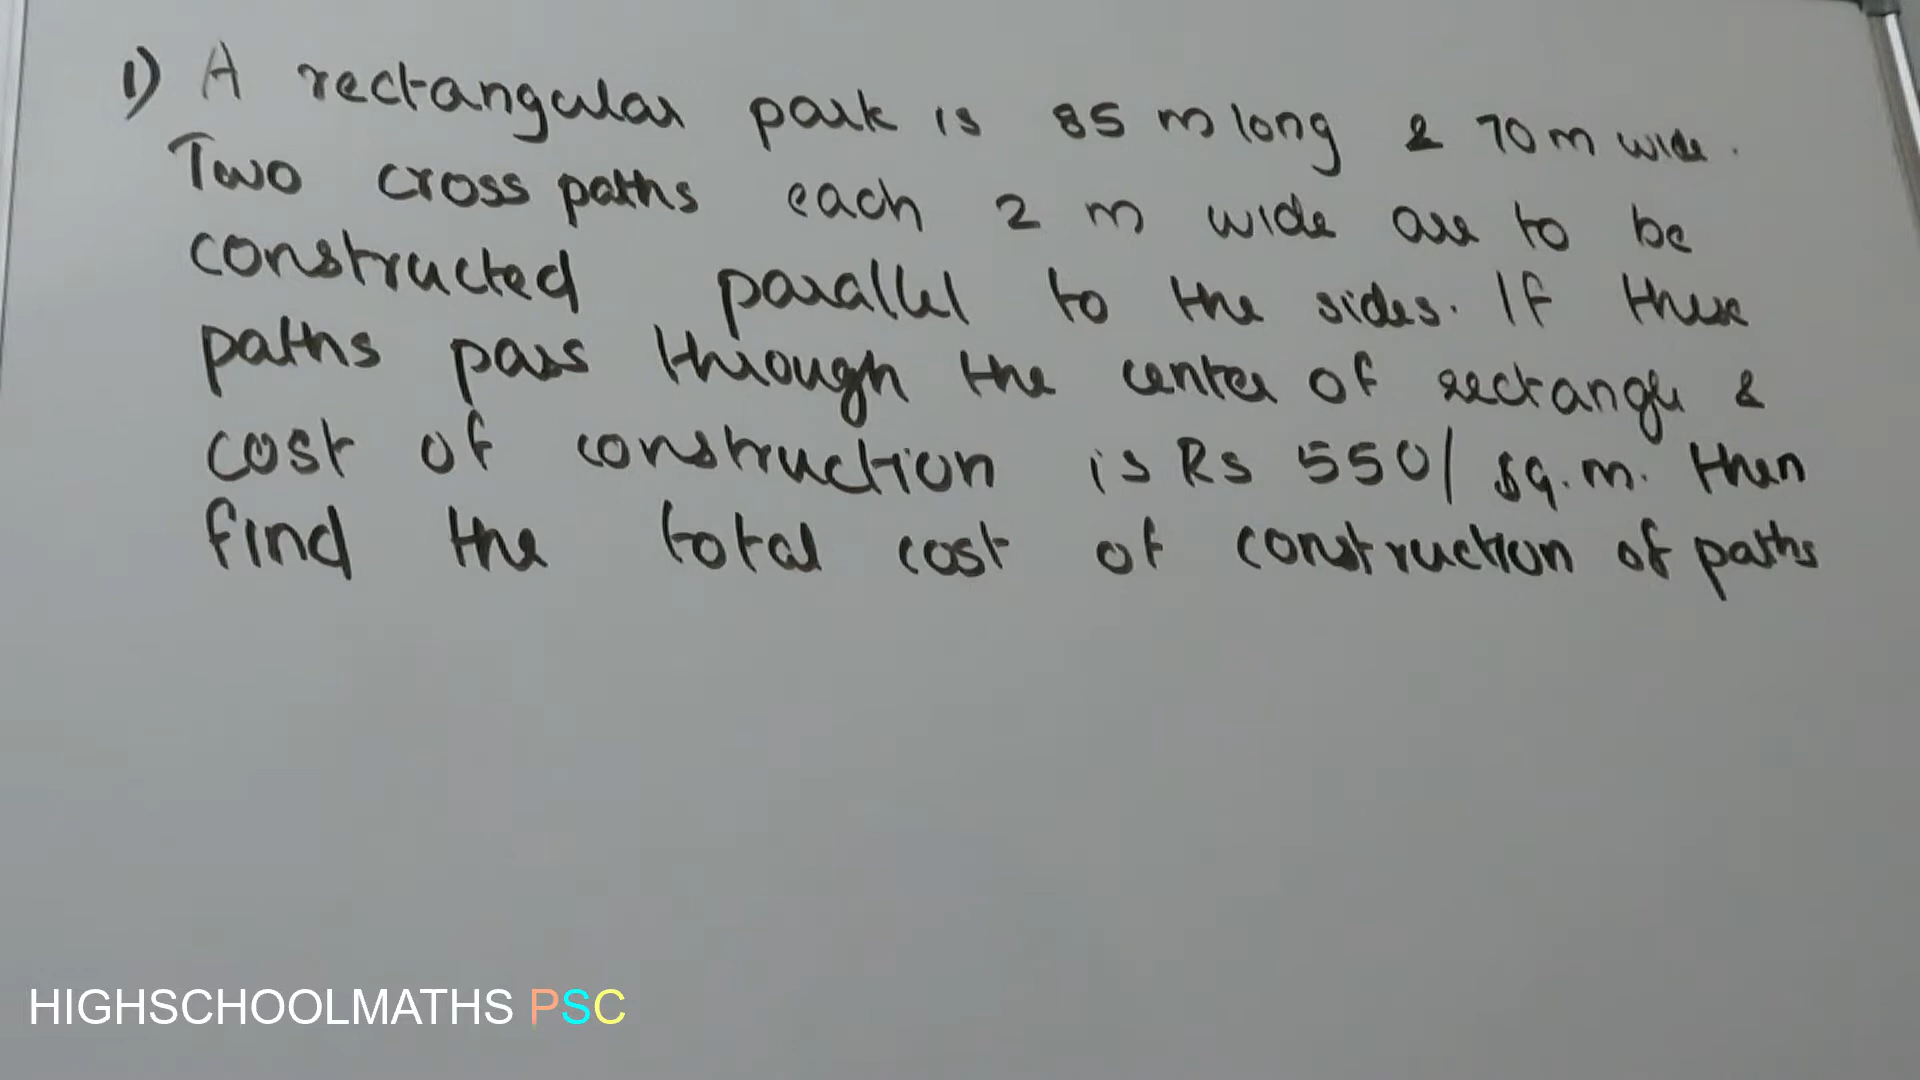 1) A rectangular park is 85 m long & 70 m wide.
Two cross paths each 2 m wide are to be
constructed parallel to the sides. If these
paths pass through the center of rectangle &
cost of construction is Rs 550/ sq.m. then
find the total cost of construction of paths
HIGHSCHOOLMATHS PSC